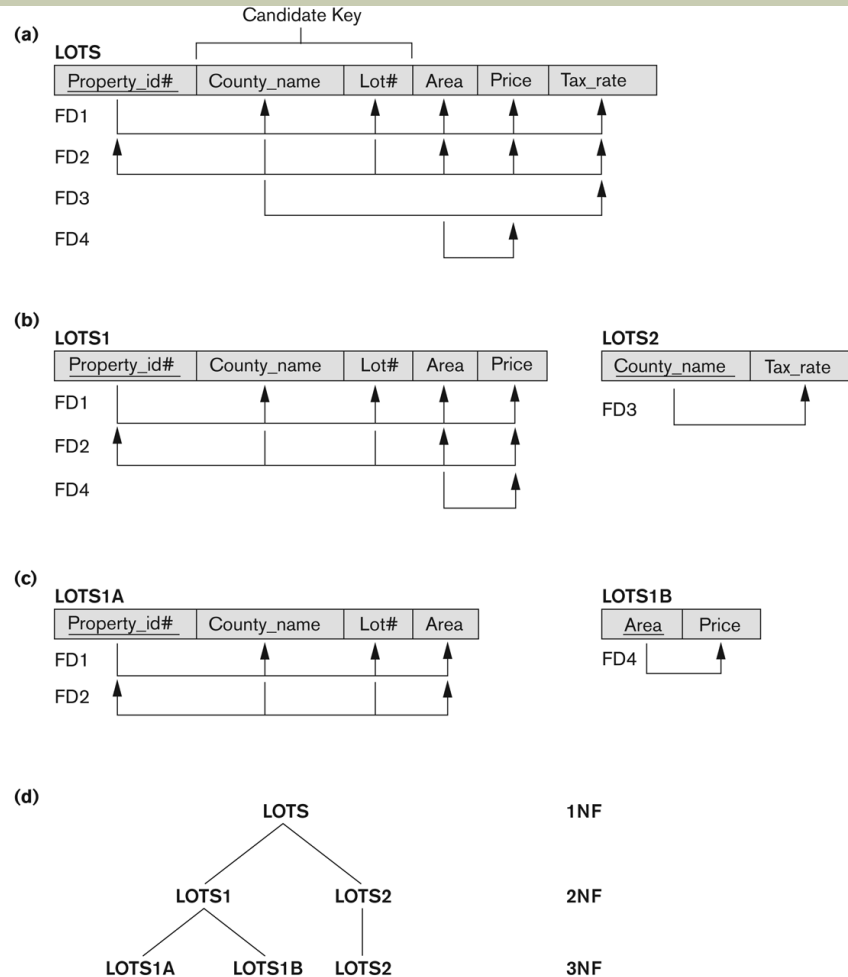 Candidate Key
(a)
LOTS
Property_id# County_name Lot# Area Price Tax_rate
FD1
FD2
FD3
FD4
(b)
LOTS1 LOTS2
Property_id# County_name Lot# Area Price County_name Tax_rate
FD1 FD3
FD2
FD4
(c)
LOTS1A LOTS1B
Property_id# County_name Lot# Area Area Price
FD1 FD4
FD2
(d)
LOTS 1NF
LOTS1 LOTS2 2NF
LOTS1A LOTS1B LOTS2 3NF